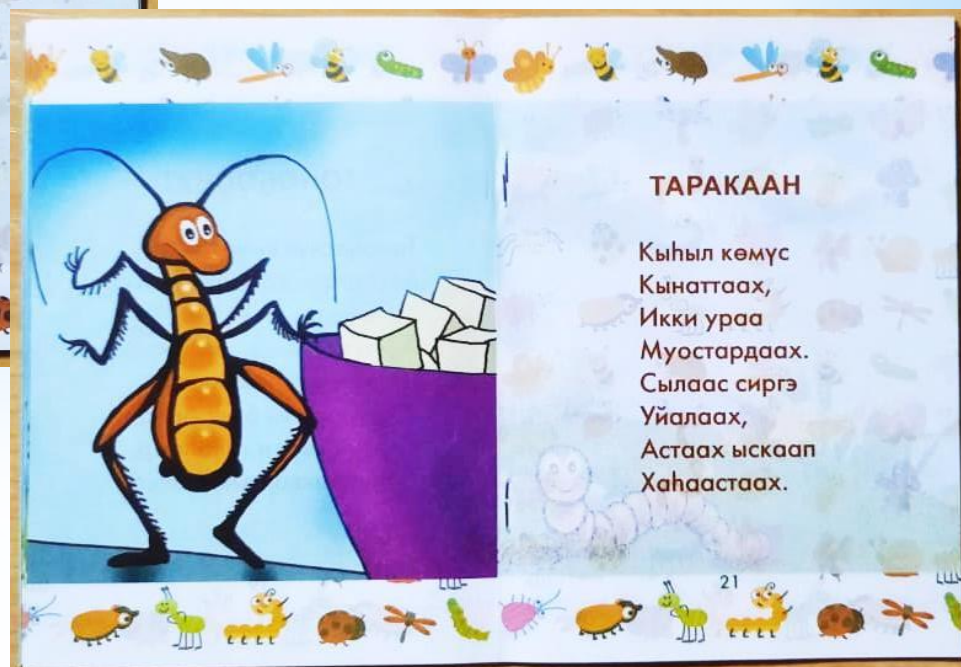 ТАРАКААН
Кыһыл көмүс
Кынаттаах,
Икки ураа
Муостардаах.
Сылаас сиргэ
Уйалаах,
Астаах ыскаап
Хаһаастаах.
21